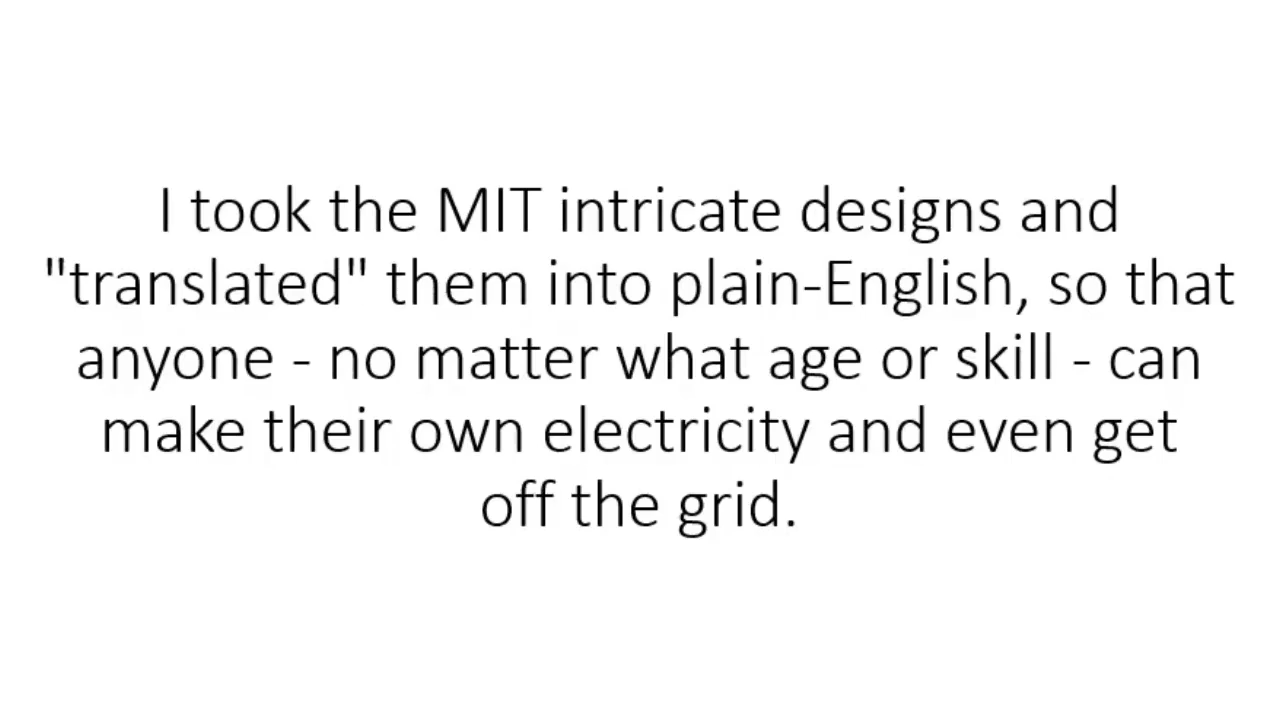 I took the MIT intricate designs and
"translated" them into plain-English, so that
anyone - no matter what age or skill - can
make their own electricity and even get
off the grid.